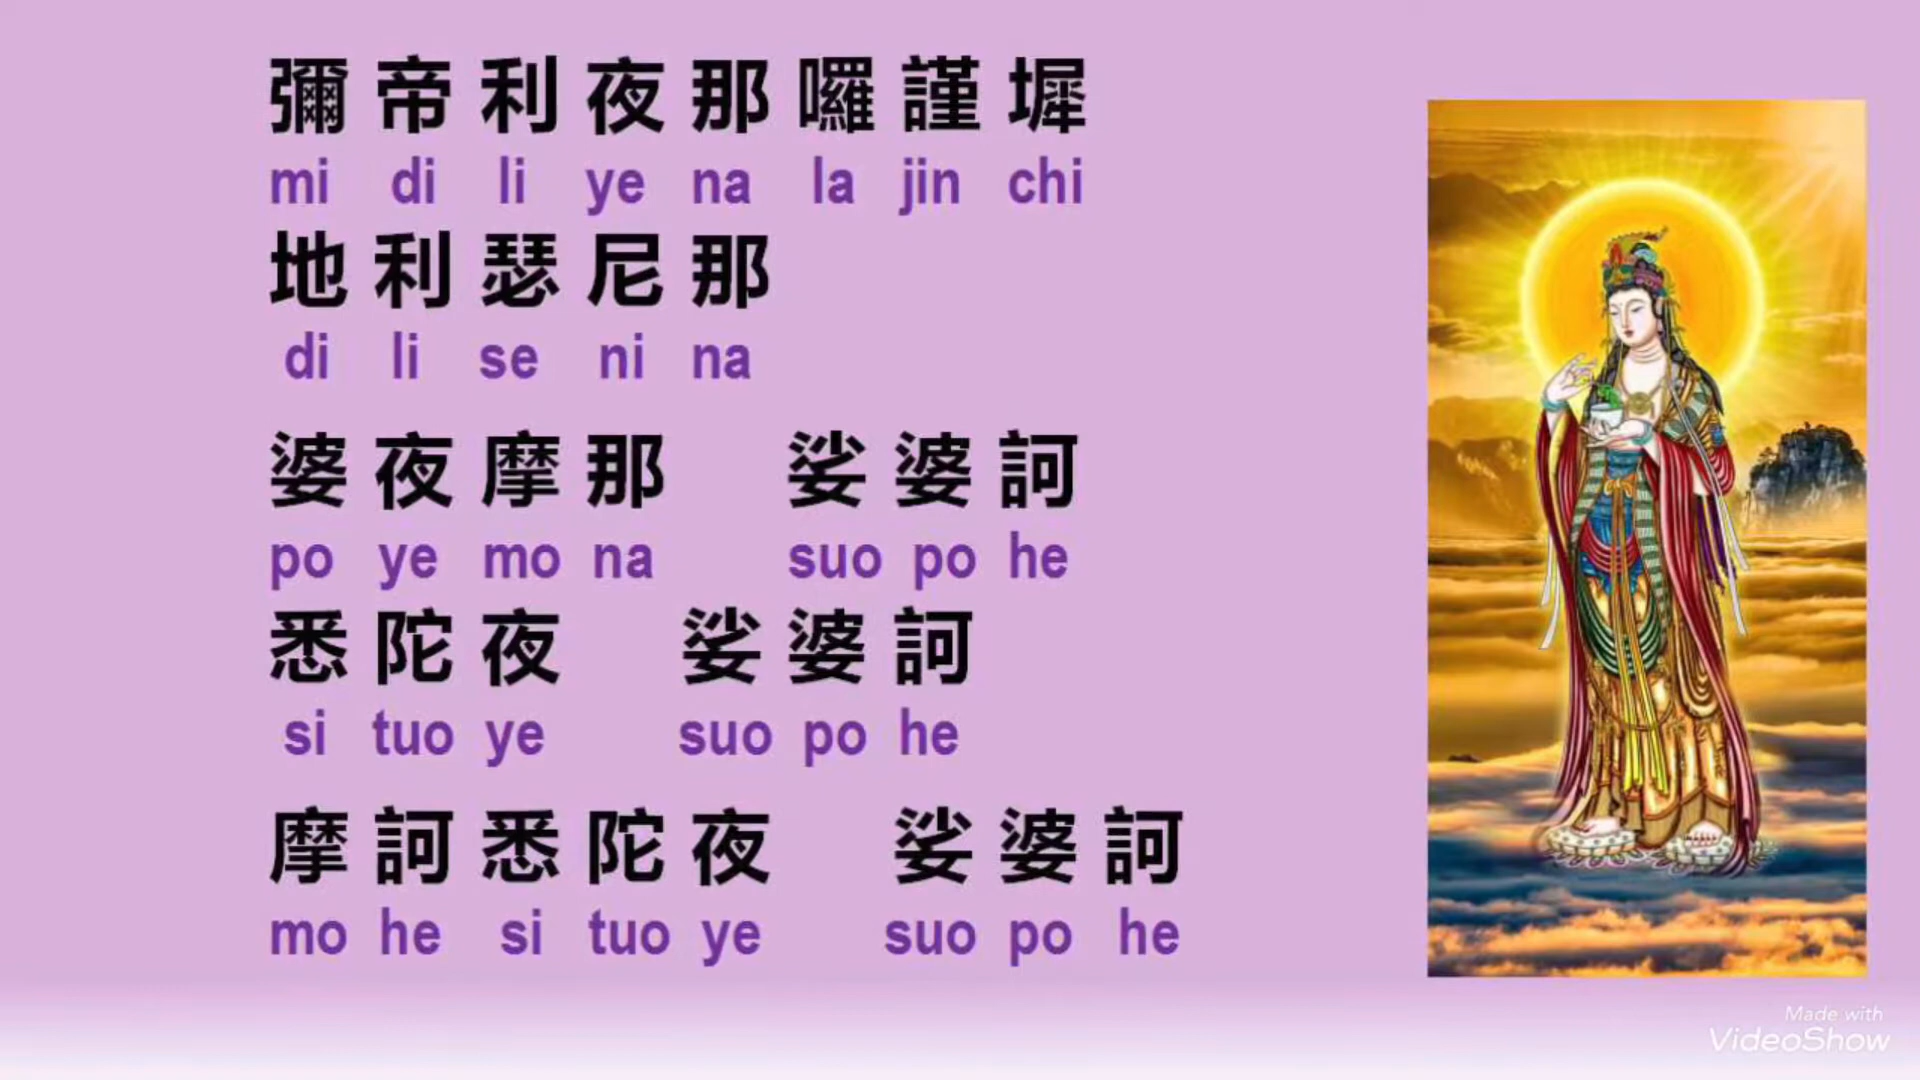 彌帝利夜那囉謹墀
mi di li ye na la jin chi
地利瑟尼那
di li se ni na
婆夜摩那 娑婆訶
po ye mo na suo po he
悉陀夜 娑婆訶
si tuo ye suo po he
摩訶悉陀夜 娑婆訶
mo he si tuo ye suo po he
Made with
VideoShow